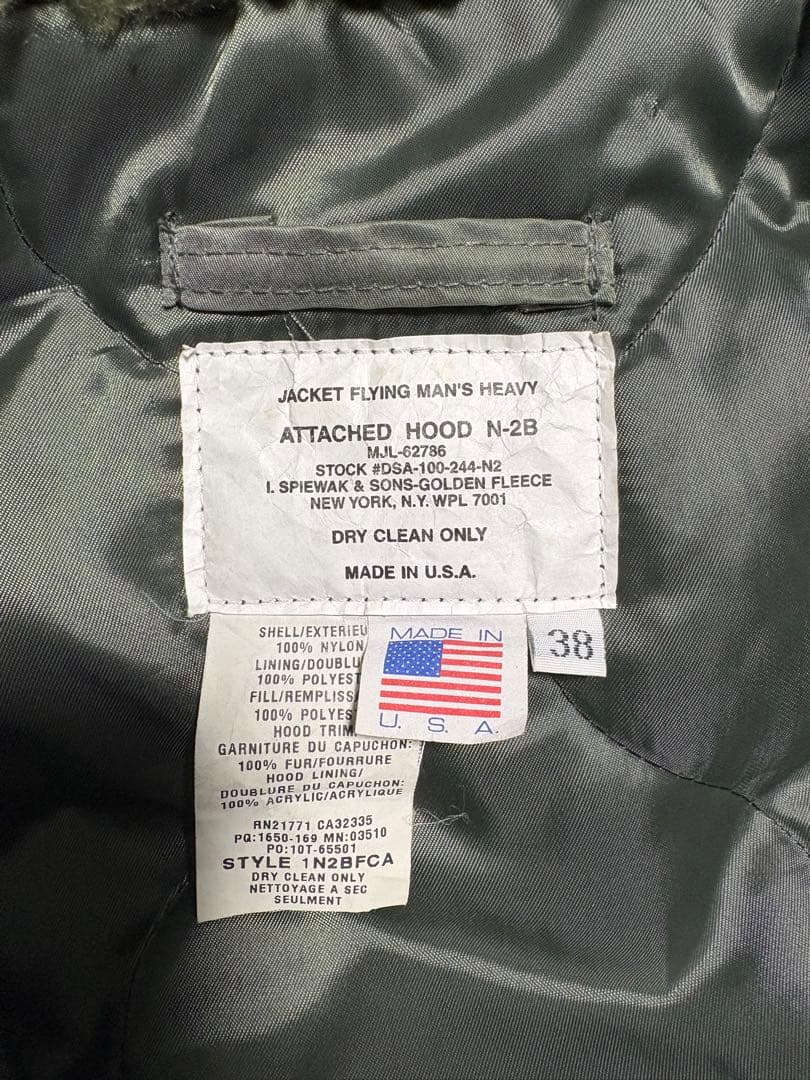 JACKET FLYING MAN'S HEAVY
ATTACHED HOOD N-2B
MJL-62786
STOCK #DSA-100-244-N2
I. SPIEWAK & SONS-GOLDEN FLEECE
NEW YORK, N.Y. WPL 7001
DRY CLEAN ONLY
MADE IN U.S.A.
SHELL/EXTERIEU
100% NYLON
LINING/DOUBLU
100% POLYEST
FILL/REMPLISS
100% POLYES
HOOD TRIM
GARNITURE DU CAPUCHON:
100% FUR/FOURRURE
HOOD LINING/
DOUBLURE DU CAPUCHON:
100% ACRYLIC/ACRYLIQUE
RN21771 CA32335
PQ:1650-169 MN:03510
PO:10T-65501
STYLE 1N2BFCA
DRY CLEAN ONLY
NETTOYAGE A SEC
SEULMENT
MADE IN
U. S. A.
38